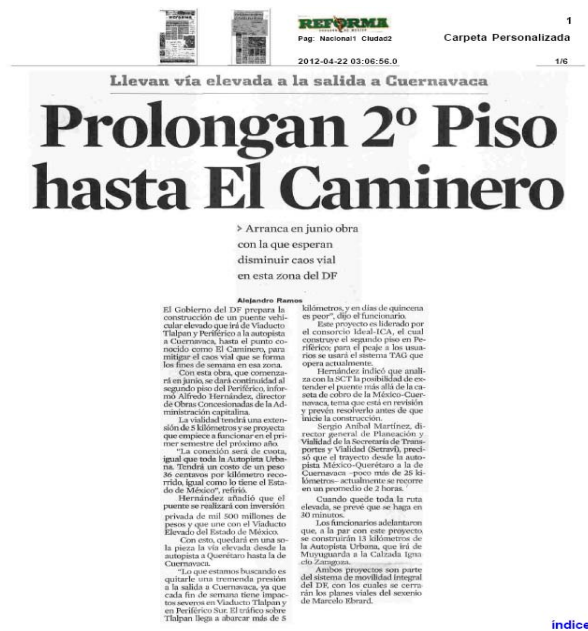 REFORMA
1
Pag: Nacional1 Ciudad2
Carpeta Personalizada
2012-04-22 03:06:56.0
1/6
Llevan vía elevada a la salida a Cuernavaca
Prolongan 2º Piso
hasta El Caminero
> Arranca en junio obra
con la que esperan
disminuir caos vial
en esta zona del DF
Alejandro Ramos
El Gobierno del DF prepara la
construcción de un puente vehi-
cular elevado que irá de Viaducto
Tlalpan y Periférico a la autopista
a Cuernavaca, hasta el punto co-
nocido como El Caminero, para
mitigar el caos vial que se forma
los fines de semana en esa zona.
Con esta obra, que comenza-
rá en junio, se dará continuidad al
segundo piso del Periférico, infor-
mó Alfredo Hernández, director
de Obras Concesionadas de la Ad-
ministración capitalina.
La vialidad tendrá una exten-
sión de 5 kilómetros y se proyecta
que empiece a funcionar en el pri-
mer semestre del próximo año.
"La conexión será de cuota,
igual que toda la Autopista Urba-
na. Tendrá un costo de un peso
36 centavos por kilómetro reco-
rrido, igual como lo tiene el Esta-
do de México", refirió.
Hernández añadió que el
puente se realizará con inversión
privada de mil 500 millones de
pesos y que une con el Viaducto
Elevado del Estado de México.
Con esto, quedará en una so-
la pieza la vía elevada desde la
autopista a Querétaro hasta la de
Cuernavaca.
"Lo que estamos buscando es
quitarle una tremenda presión
a la salida a Cuernavaca, ya que
cada fin de semana tiene impac-
tos severos en Viaducto Tlalpan y
en Periférico Sur. El tráfico sobre
Tlalpan llega a abarcar más de 5
kilómetros, y en días de quincena
es peor", dijo el funcionario.
Este proyecto es liderado por
el consorcio Ideal-ICA, el cual
construye el segundo piso en Pe-
riférico; para el peaje a los usua-
rios se usará el sistema TAG que
opera actualmente.
Hernández indicó que anali-
za con la SCT la posibilidad de ex-
tender el puente más allá de la ca-
seta de cobro de la México-Cuer-
navaca, tema que está en revisión
y prevén resolverlo antes de que
inicie la construcción.
Sergio Aníbal Martínez, di-
rector general de Planeación y
Vialidad de la Secretaría de Trans-
portes y Vialidad (Setravi), preci-
só que el trayecto desde la auto-
pista México-Querétaro a la de
Cuernavaca –poco más de 25 ki-
lómetros– actualmente se recorre
en un promedio de 2 horas.
Cuando quede toda la ruta
elevada, se prevé que se haga en
30 minutos.
Los funcionarios adelantaron
que, a la par con este proyecto,
se construirán 13 kilómetros de
la Autopista Urbana, que irá de
Muyuguarda a la Calzada Igna
cio Zaragoza.
Ambos proyectos son parte
del sistema de movilidad integral
del DF, con los cuales se cerra-
rán los planes viales del sexenio
de Marcelo Ebrard.
índice